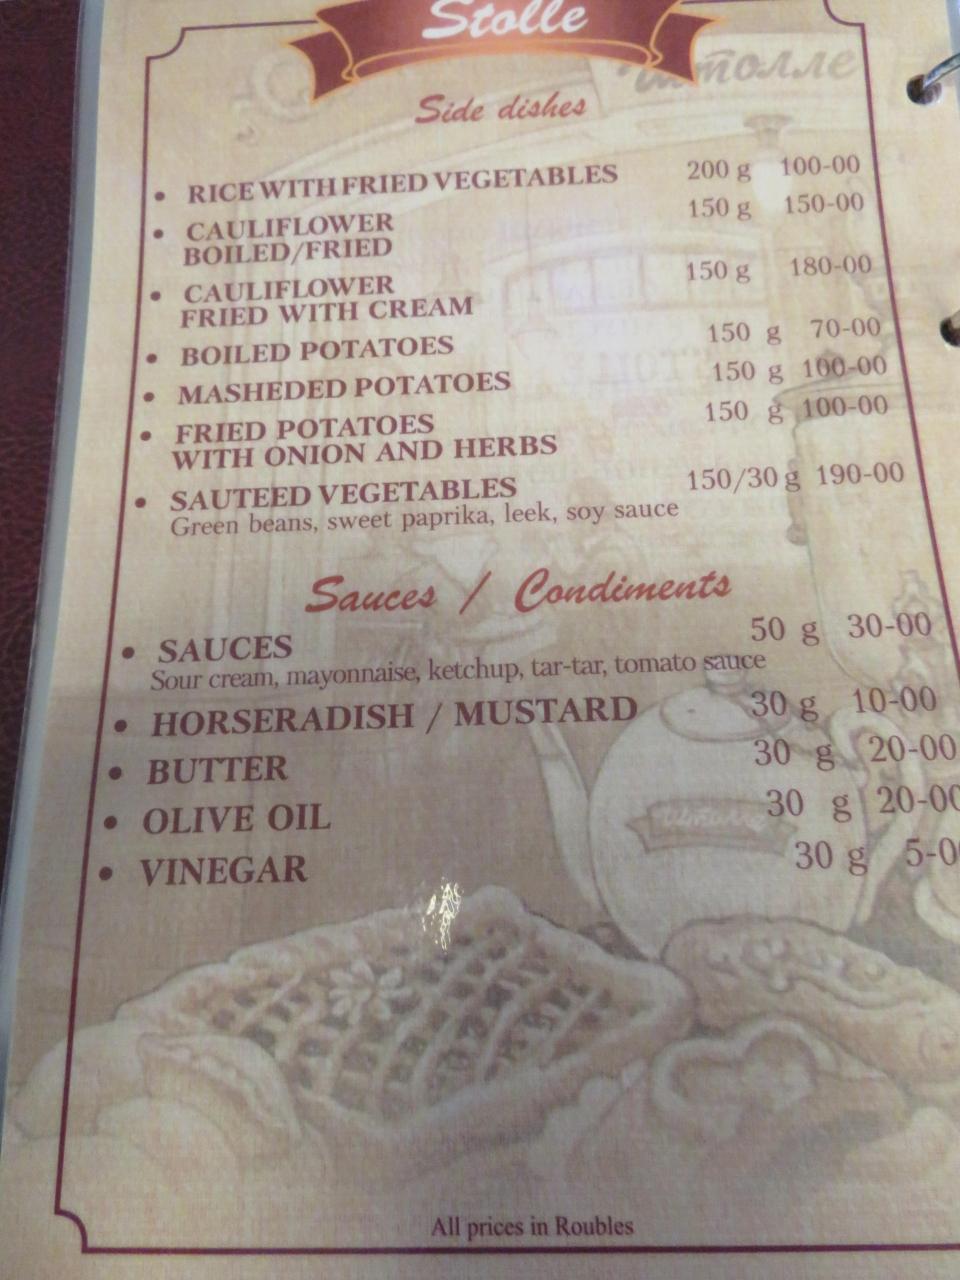 Stolle
Штолле
Side dishes
• RICE WITH FRIED VEGETABLES 200 g 100-00
• CAULIFLOWER 150 g 150-00
BOILED/FRIED
• CAULIFLOWER 150 g 180-00
FRIED WITH CREAM
• BOILED POTATOES 150 g 70-00
• MASHEDED POTATOES 150 g 100-00
• FRIED POTATOES 150 g 100-00
WITH ONION AND HERBS
• SAUTEED VEGETABLES 150/30 g 190-00
Green beans, sweet paprika, leek, soy sauce
Sauces / Condiments
• SAUCES 50 g 30-00
Sour cream, mayonnaise, ketchup, tar-tar, tomato sauce
• HORSERADISH / MUSTARD 30 g 10-00
• BUTTER 30 g 20-00
• OLIVE OIL 30 g 20-00
• VINEGAR 30 g 5-0
Штолле
All prices in Roubles